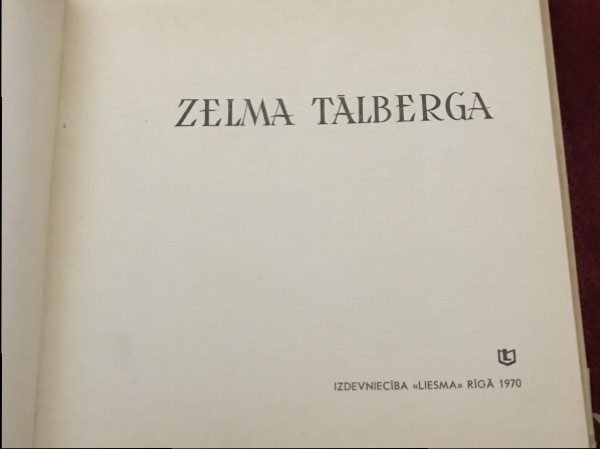 ZELMA TĀLBERGA
IZDEVNIECĪBA «LIESMA» RĪGĀ 1970